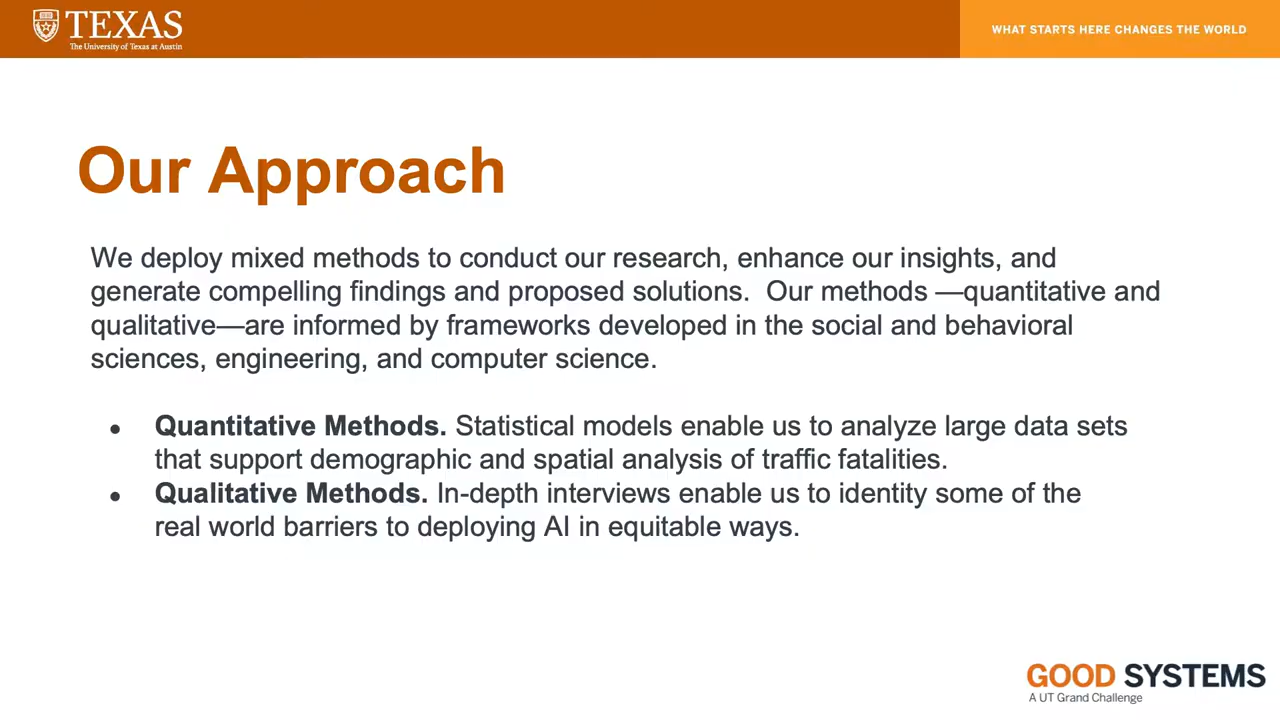 TEXAS
The University of Texas at Austin
WHAT STARTS HERE CHANGES THE WORLD
Our Approach
We deploy mixed methods to conduct our research, enhance our insights, and
generate compelling findings and proposed solutions.  Our methods —quantitative and
qualitative—are informed by frameworks developed in the social and behavioral
sciences, engineering, and computer science.
● Quantitative Methods. Statistical models enable us to analyze large data sets
that support demographic and spatial analysis of traffic fatalities.
● Qualitative Methods. In-depth interviews enable us to identity some of the
real world barriers to deploying AI in equitable ways.
GOOD SYSTEMS
A UT Grand Challenge